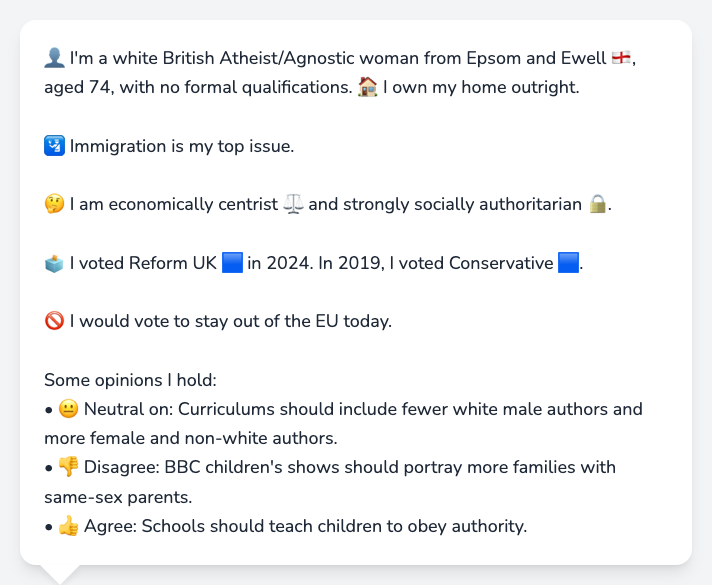 👤 I'm a white British Atheist/Agnostic woman from Epsom and Ewell 🏴󠁧󠁢󠁥󠁮󠁧󠁿,
aged 74, with no formal qualifications. 🏠 I own my home outright.
🛂 Immigration is my top issue.
🤔 I am economically centrist ⚖️ and strongly socially authoritarian 🔒.
🗳️ I voted Reform UK 🟦 in 2024. In 2019, I voted Conservative 🟦.
🚫 I would vote to stay out of the EU today.
Some opinions I hold:
• 😐 Neutral on: Curriculums should include fewer white male authors and
more female and non-white authors.
• 👎 Disagree: BBC children's shows should portray more families with
same-sex parents.
• 👍 Agree: Schools should teach children to obey authority.